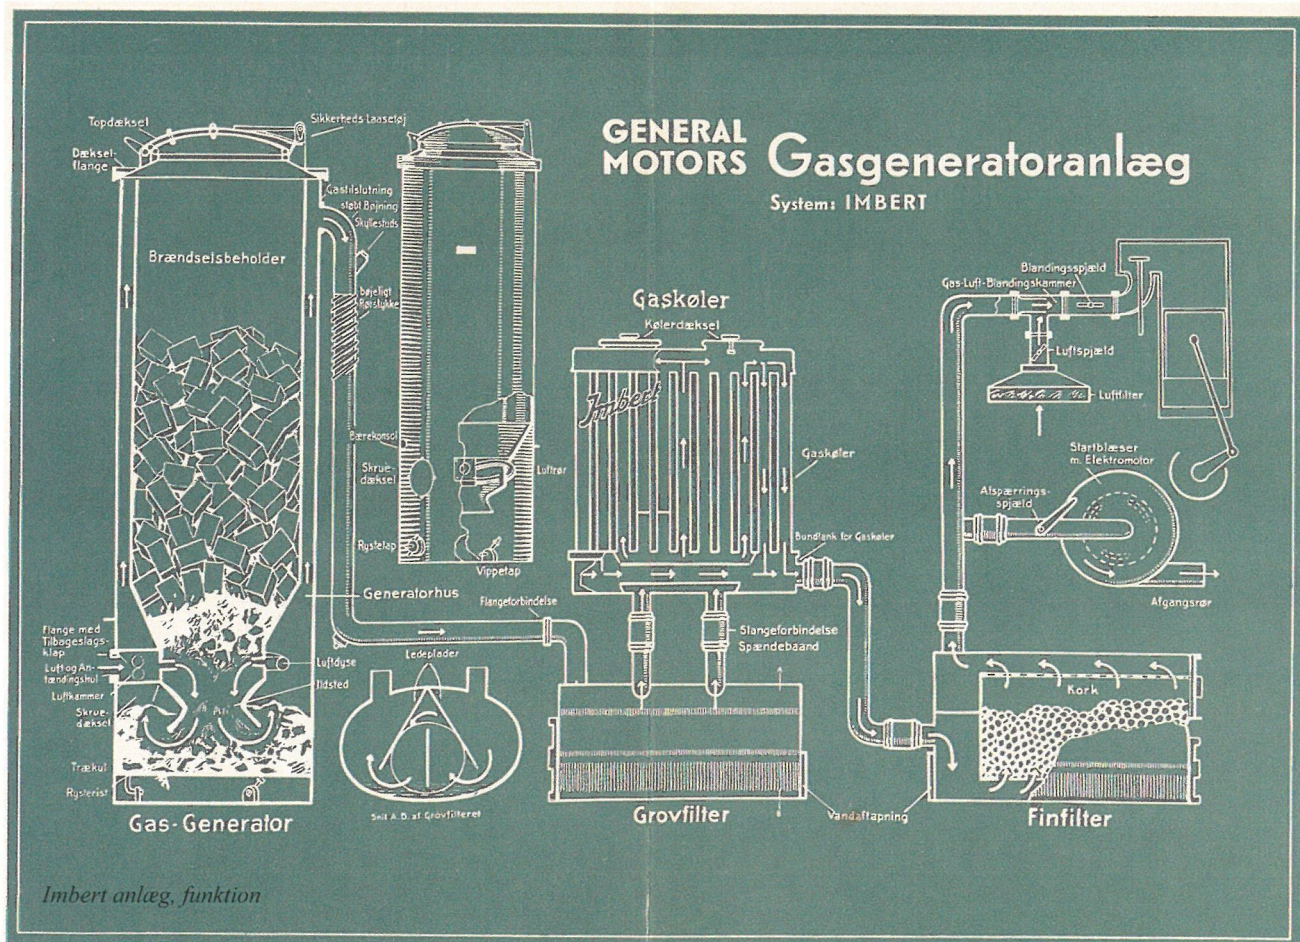 GENERAL
MOTORS
Gasgeneratoranlæg
System: IMBERT
Topdæksel
Sikkerheds-Laasetøj
Dæksel-
flange
Gastilslutning
støbt Bøjning
Skyllestuds
Brændselsbeholder
bøjeligt
Rørstykke
Bærekonsol
Skrue-
dæksel
Luftrør
Rystetap
Vippetap
Generatorhus
Flangeforbindelse
Flange med
Tilbageslags-
klap
Luft og An-
tændingshul
Luftkammer
Skrue-
dæksel
Trækul
Rysterist
Luftdyse
Ildsted
Gas-Generator
Ledeplader
Snit A.B. af Grovfilteret
Gaskøler
Kølerdæksel
Imbert
Gaskøler
Bundtank for Gaskøler
Slangeforbindelse
Spændebaand
Grovfilter
Vandaftapning
Blandingsspjæld
Gas-Luft-Blandingskammer
Luftspjæld
Luftfilter
Startblæser
m. Elektromotor
Afspærrings-
spjæld
Afgangsrør
Kork
Finfilter
Imbert anlæg, funktion